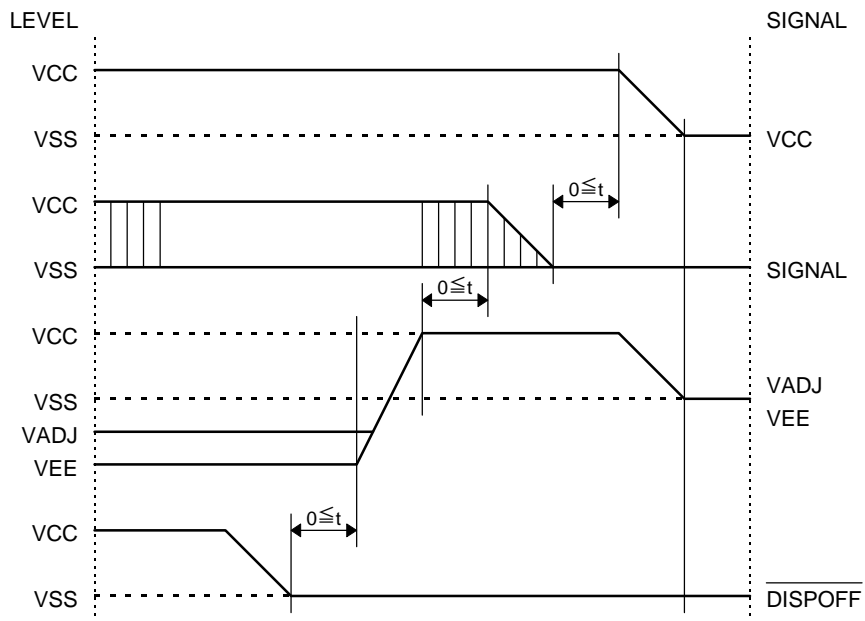 LEVEL SIGNAL
VCC
VSS VCC
VCC 0≦t
VSS SIGNAL
0≦t
VCC
VSS VADJ
VADJ VEE
VEE
VCC 0≦t
VSS DISPOFF